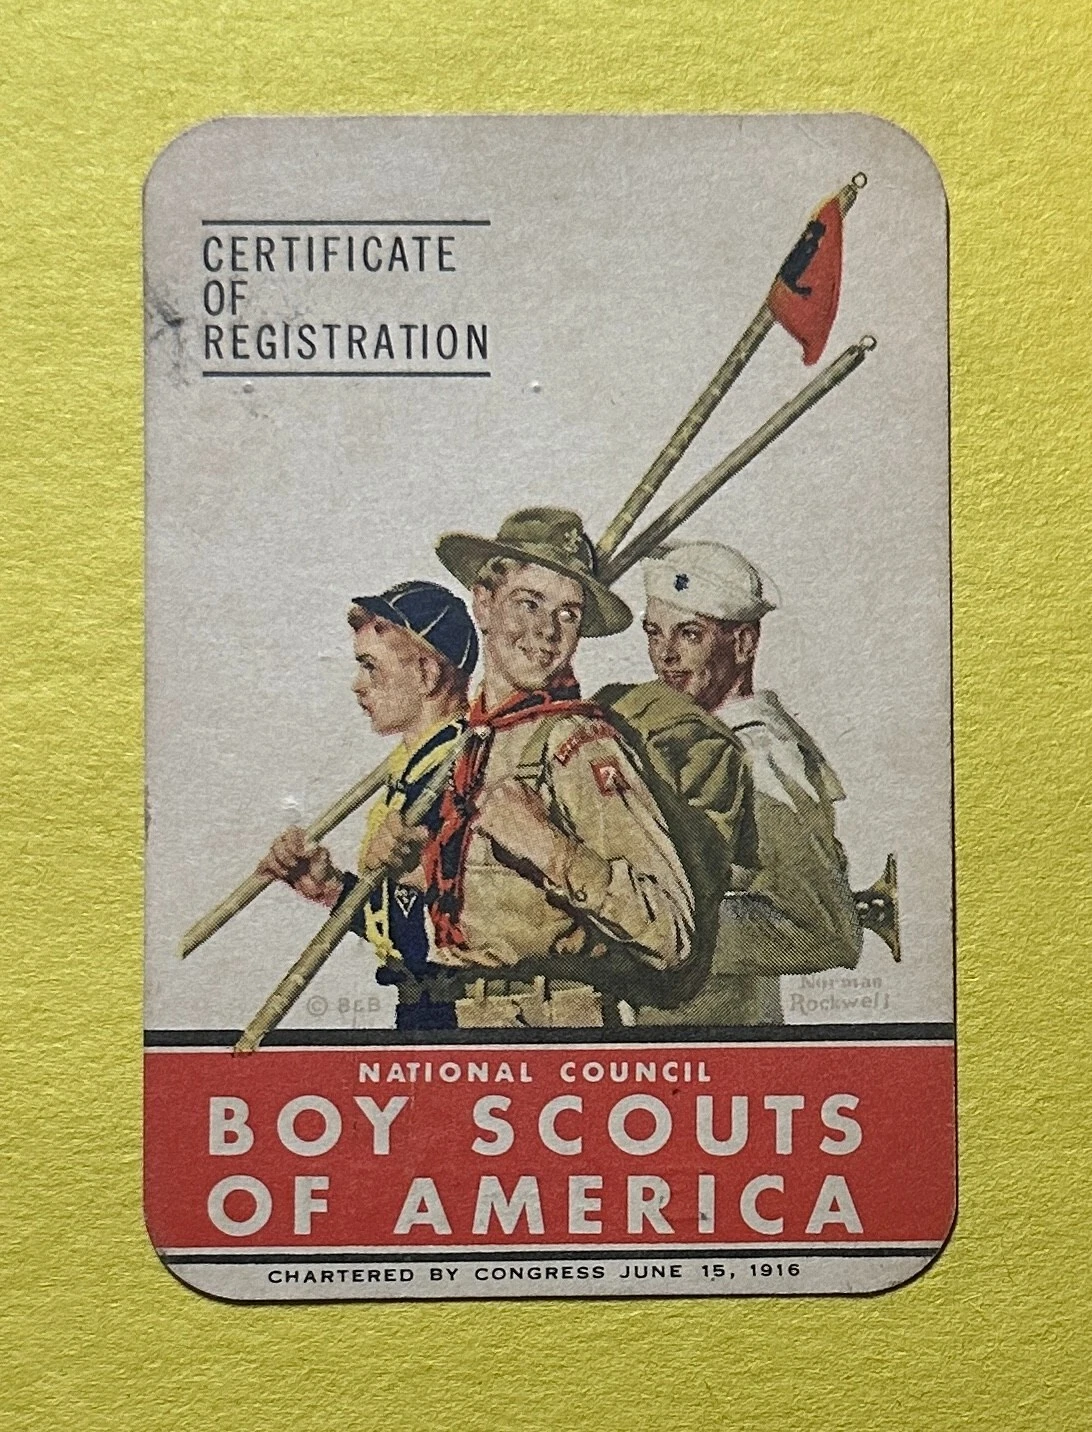 CERTIFICATE
OF
REGISTRATION
© B&B
Norman
Rockwell
NATIONAL COUNCIL
BOY SCOUTS
OF AMERICA
CHARTERED BY CONGRESS JUNE 15, 1916